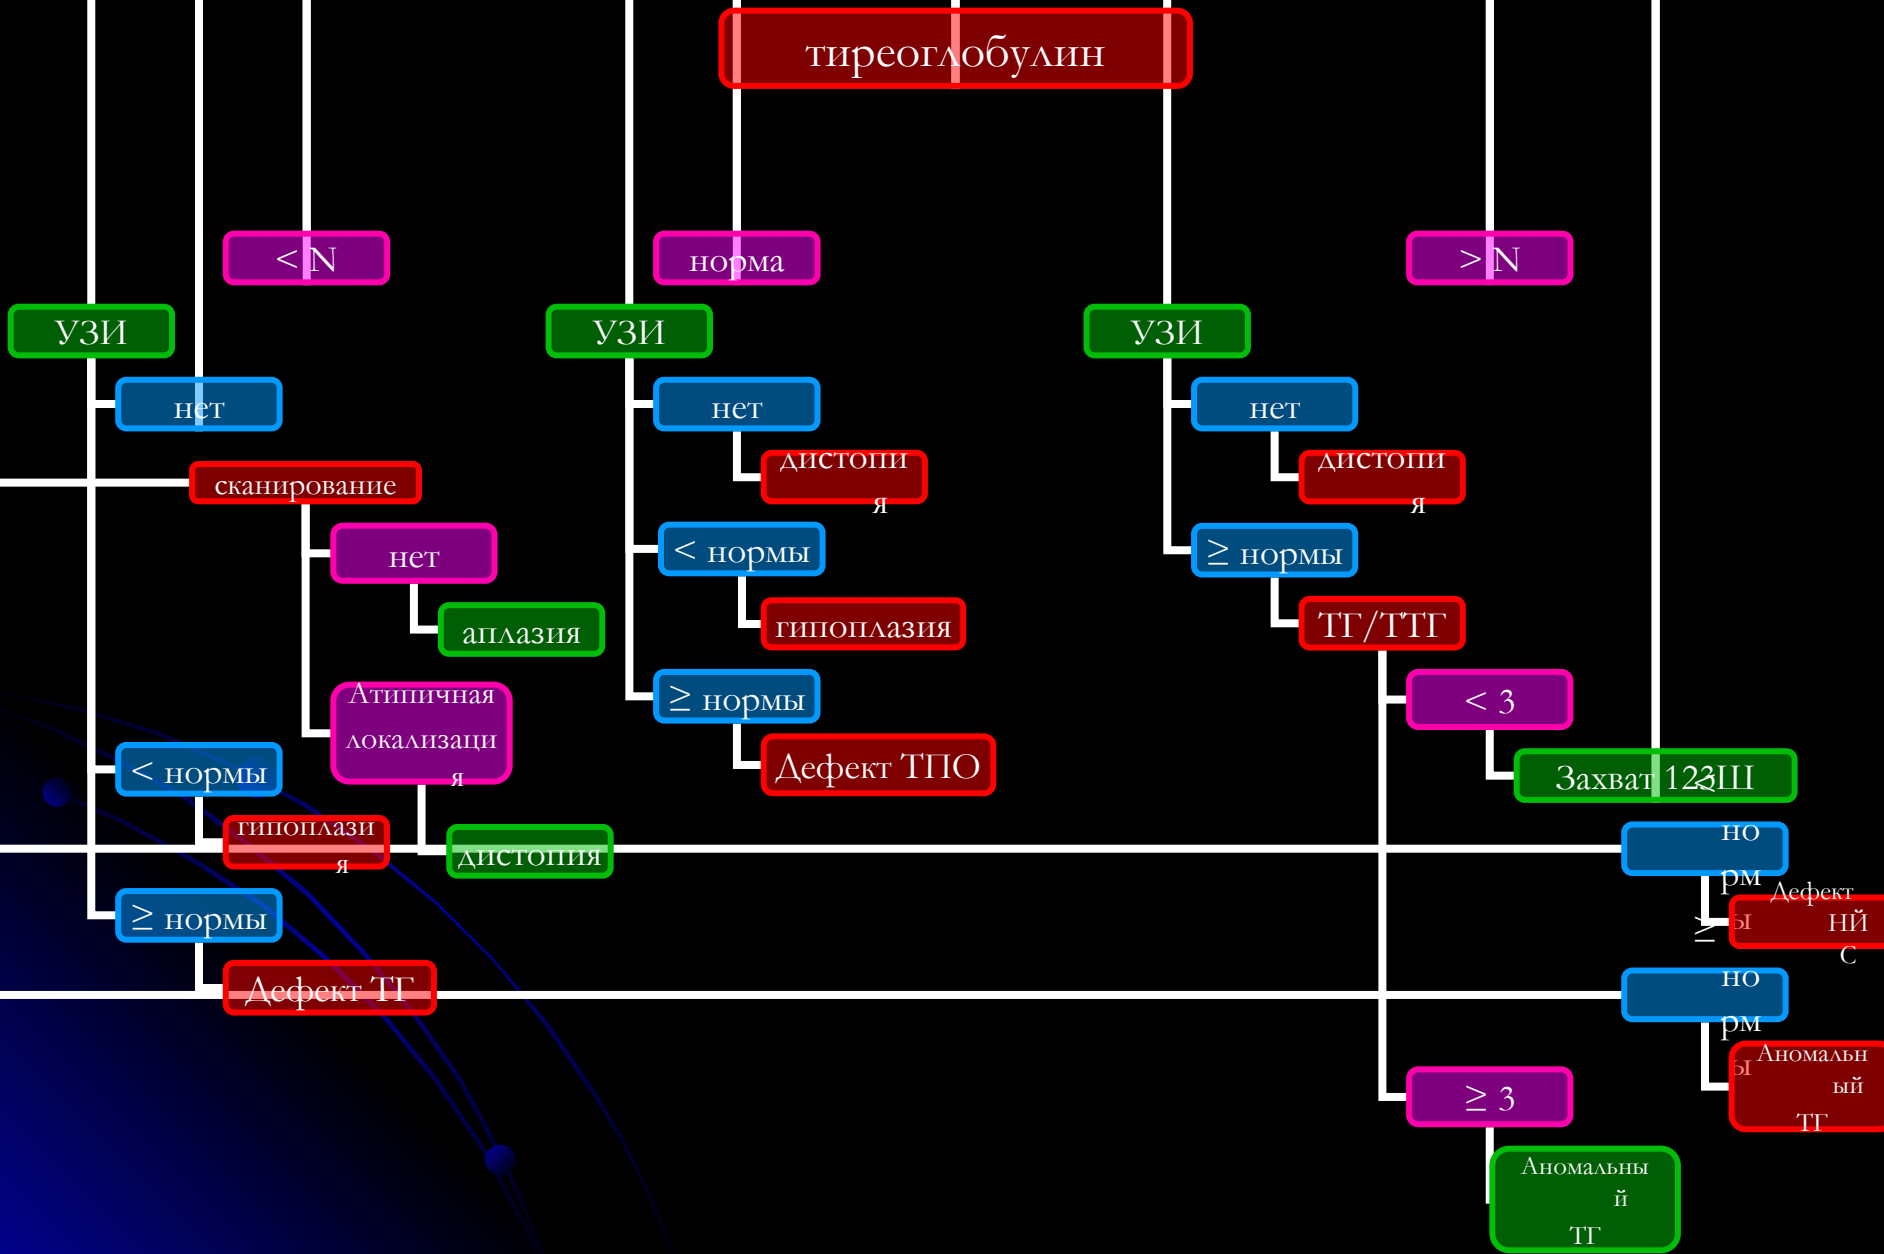 тиреоглобулин
< N
норма
> N
УЗИ
УЗИ
УЗИ
нет
нет
нет
дистопи
я
дистопи
я
сканирование
нет
< нормы
≥ нормы
аплазия
гипоплазия
ТГ/ТТГ
Атипичная
локализаци
я
≥ нормы
< 3
< нормы
Дефект ТПО
Захват 123Ш
<
но
рм
ы
гипоплази
я
дистопия
≥ нормы
Дефект
НЙ
С
Дефект ТГ
≥
но
рм
ы
Аномальн
ый
ТГ
≥ 3
Аномальны
й
ТГ